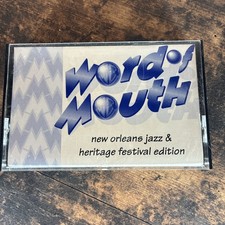 word of
mouth
new orleans jazz &
heritage festival edition